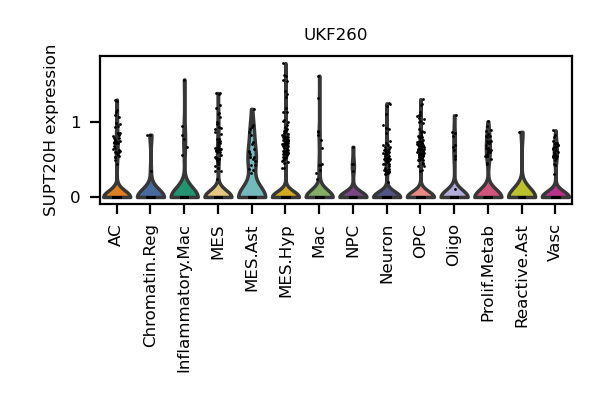 UKF260
SUPT20H expression
1
0
AC
Chromatin.Reg
Inflammatory.Mac
MES
MES.Ast
MES.Hyp
Mac
NPC
Neuron
OPC
Oligo
Prolif.Metab
Reactive.Ast
Vasc